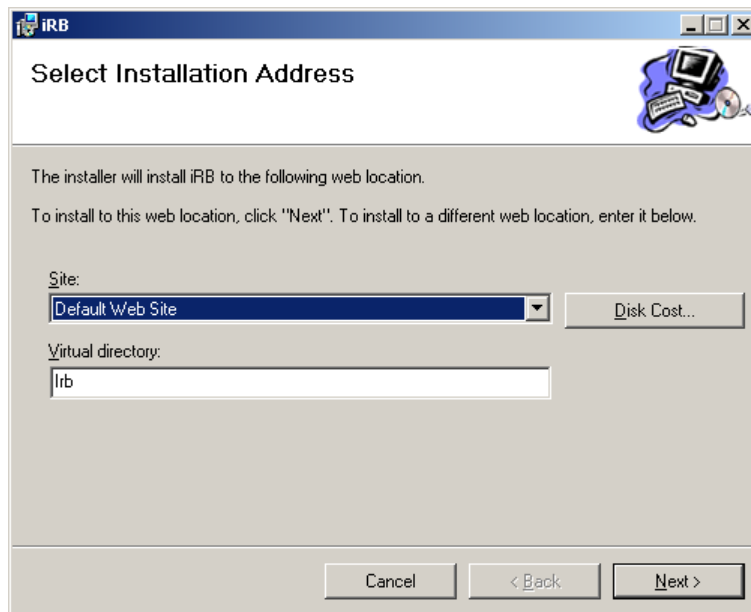 iRB
Select Installation Address
The installer will install iRB to the following web location.
To install to this web location, click "Next". To install to a different web location, enter it below.
Site:
Default Web Site
Disk Cost...
Virtual directory:
Irb
Cancel
< Back
Next >